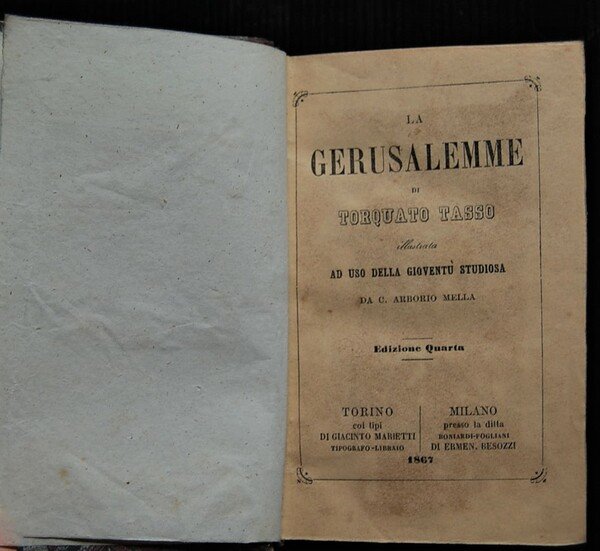 LA
GERUSALEMME
DI
TORQUATO TASSO
illustrata
AD USO DELLA GIOVENTÙ STUDIOSA
DA C. ARBORIO MELLA
Edizione Quarta
TORINO
coi tipi
DI GIACINTO MARIETTI
TIPOGRAFO-LIBRAIO
MILANO
presso la ditta
BONIARDI-POGLIANI
DI ERMEN. BESOZZI
1867